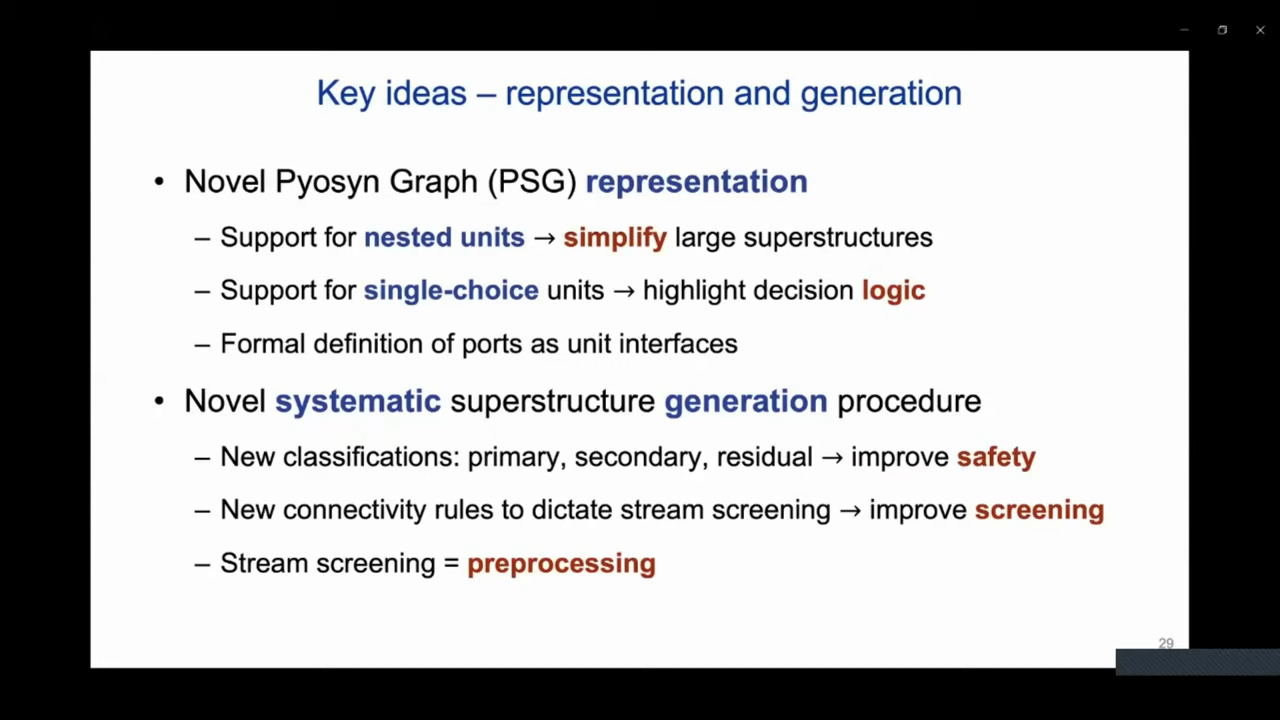 Key ideas – representation and generation
• Novel Pyosyn Graph (PSG) representation
– Support for nested units → simplify large superstructures
– Support for single-choice units → highlight decision logic
– Formal definition of ports as unit interfaces
• Novel systematic superstructure generation procedure
– New classifications: primary, secondary, residual → improve safety
– New connectivity rules to dictate stream screening → improve screening
– Stream screening = preprocessing
29